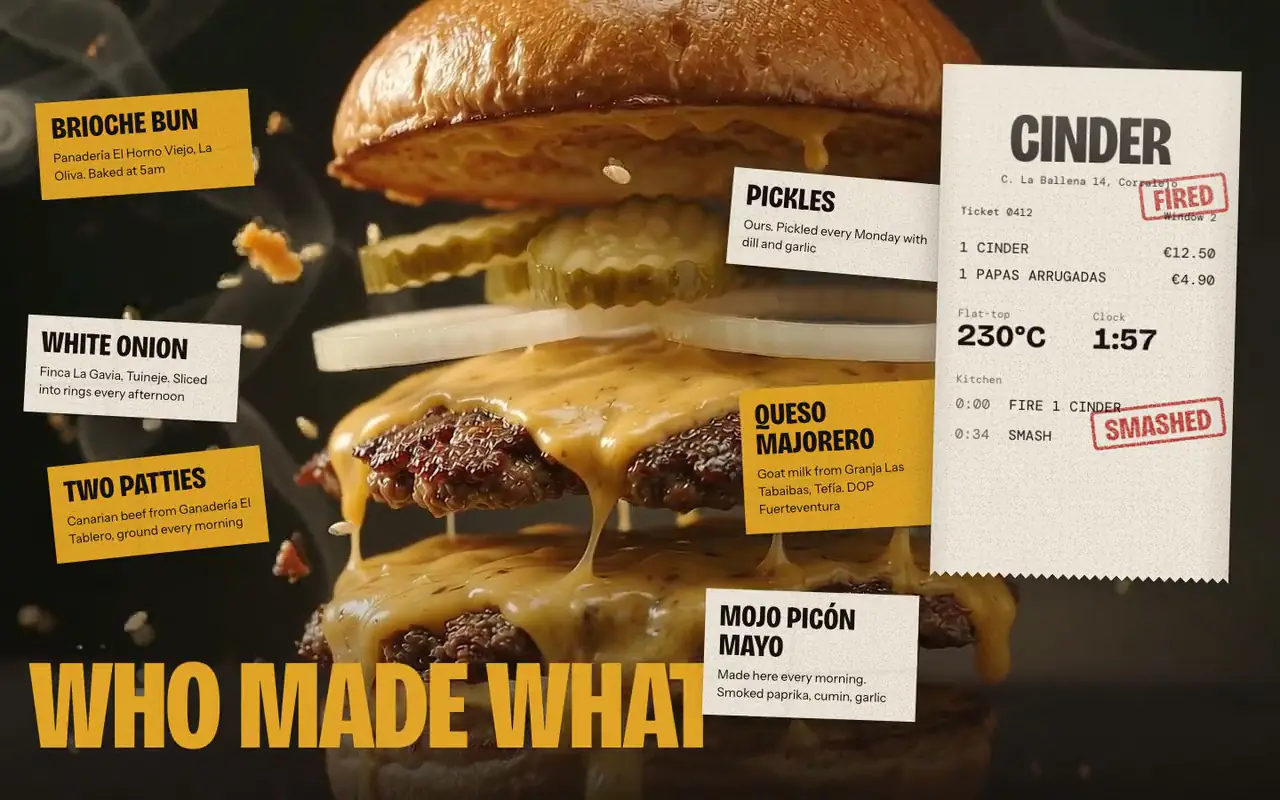 BRIOCHE BUN
Panadería El Horno Viejo, La
Oliva. Baked at 5am
WHITE ONION
Finca La Gavia, Tuineje. Sliced
into rings every afternoon
TWO PATTIES
Canarian beef from Ganadería El
Tablero, ground every morning
PICKLES
Ours. Pickled every Monday with
dill and garlic
QUESO
MAJORERO
Goat milk from Granja Las
Tabaibas, Tefía. DOP
Fuerteventura
MOJO PICÓN
MAYO
Made here every morning.
Smoked paprika, cumin, garlic
WHO MADE WHAT
CINDER
C. La Ballena 14, Corralejo
FIRED
Ticket 0412 Window 2
1 CINDER €12.50
1 PAPAS ARRUGADAS €4.90
Flat-top Clock
230°C 1:57
Kitchen
0:00 FIRE 1 CINDER
0:34 SMASH
SMASHED